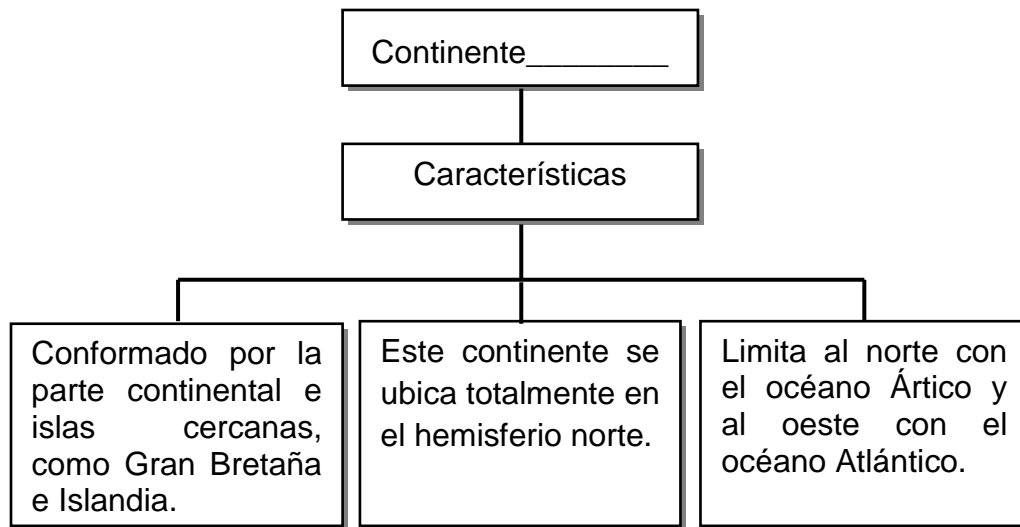 Continente________
Características
Conformado por la
parte continental e
islas cercanas,
como Gran Bretaña
e Islandia.
Este continente se
ubica totalmente en
el hemisferio norte.
Limita al norte con
el océano Ártico y
al oeste con el
océano Atlántico.